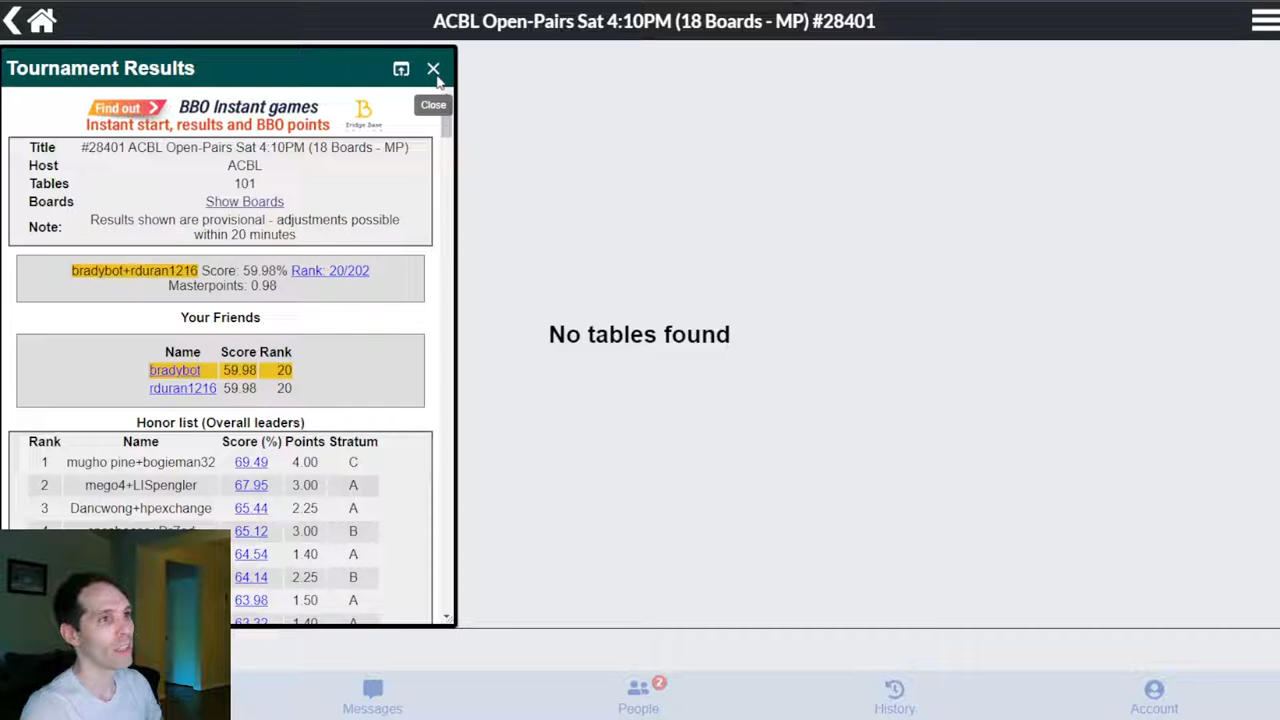 ACBL Open-Pairs Sat 4:10PM (18 Boards - MP) #28401
Tournament Results
Close
Find out
BBO Instant games
Instant start, results and BBO points
Bridge Base
Title #28401 ACBL Open-Pairs Sat 4:10PM (18 Boards - MP)
Host ACBL
Tables 101
Boards Show Boards
Note: Results shown are provisional - adjustments possible
within 20 minutes
bradybot+rduran1216 Score: 59.98% Rank: 20/202
Masterpoints: 0.98
Your Friends
Name Score Rank
bradybot 59.98 20
rduran1216 59.98 20
Honor list (Overall leaders)
Rank Name Score (%) Points Stratum
1 mugho pine+bogieman32 69.49 4.00 C
2 mego4+LISpengler 67.95 3.00 A
3 Dancwong+hpexchange 65.44 2.25 A
65.12 3.00 B
64.54 1.40 A
64.14 2.25 B
63.98 1.50 A
63.32 1.40 A
No tables found
Messages
People 2
History
Account